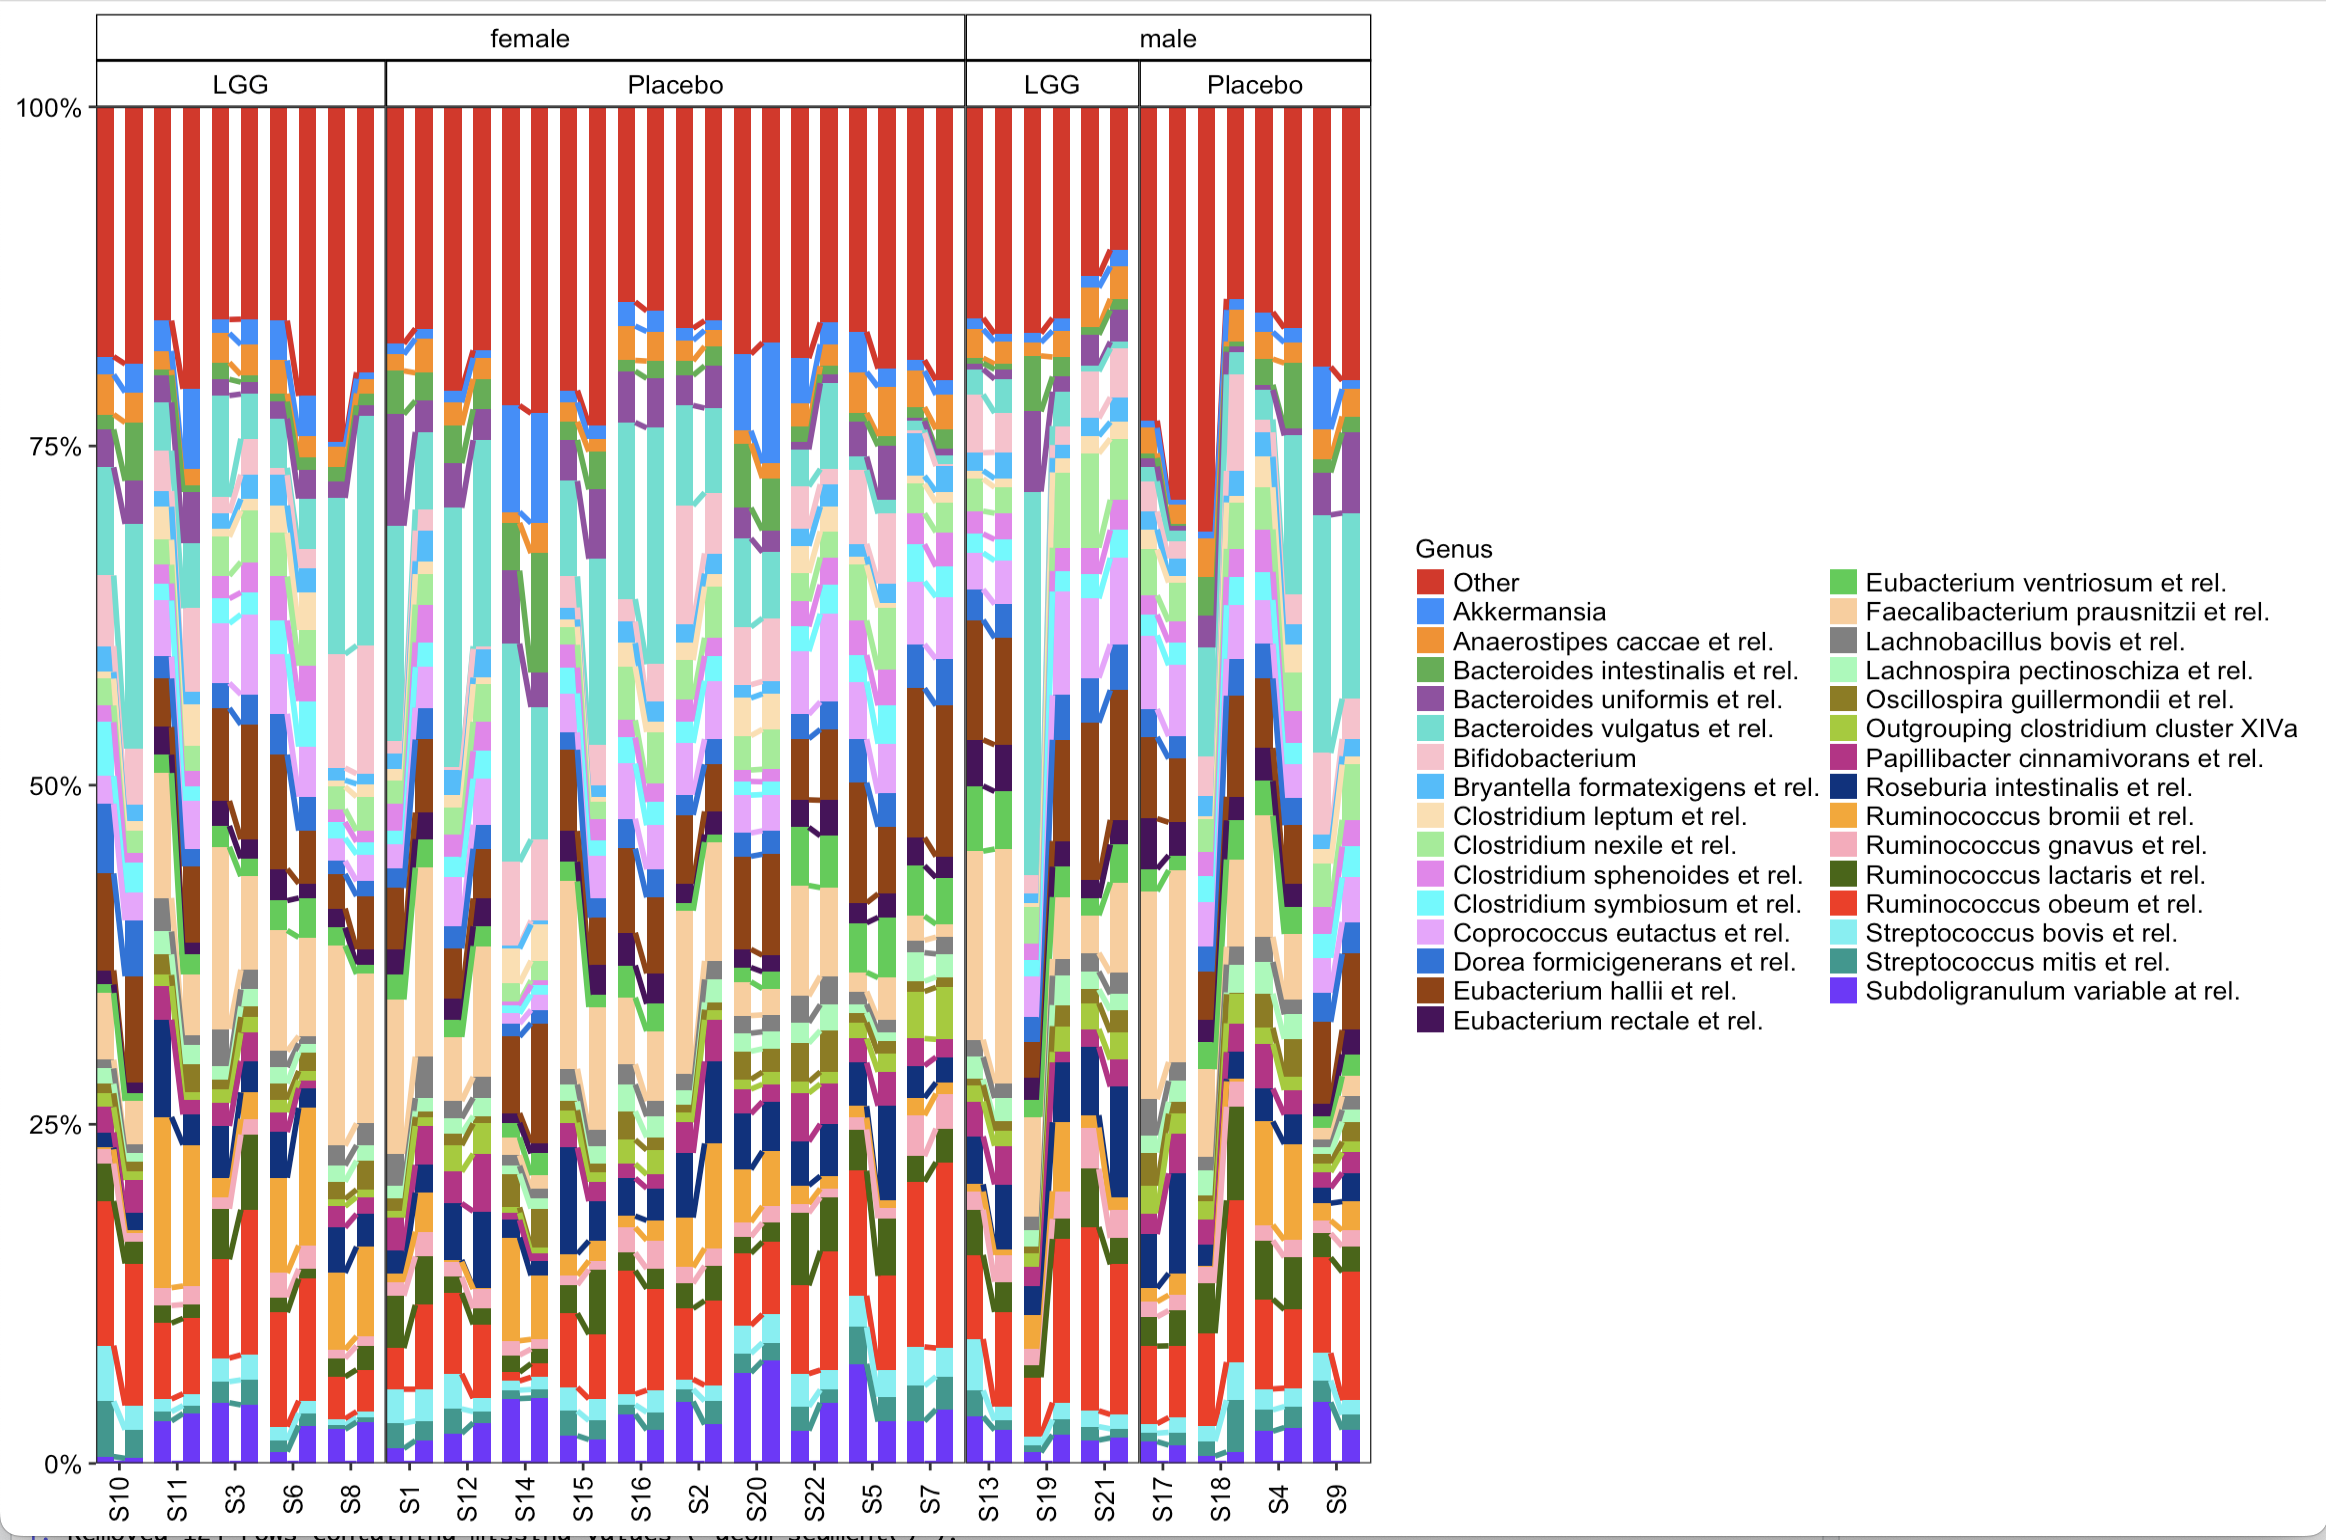 female male
LGG Placebo LGG Placebo
100%
75%
50%
25%
0%
S10 S11 S3 S6 S8 S1 S12 S14 S15 S16 S2 S20 S22 S5 S7 S13 S19 S21 S17 S18 S4 S9
Genus
Other
Akkermansia
Anaerostipes caccae et rel.
Bacteroides intestinalis et rel.
Bacteroides uniformis et rel.
Bacteroides vulgatus et rel.
Bifidobacterium
Bryantella formatexigens et rel.
Clostridium leptum et rel.
Clostridium nexile et rel.
Clostridium sphenoides et rel.
Clostridium symbiosum et rel.
Coprococcus eutactus et rel.
Dorea formicigenerans et rel.
Eubacterium hallii et rel.
Eubacterium rectale et rel.
Eubacterium ventriosum et rel.
Faecalibacterium prausnitzii et rel.
Lachnobacillus bovis et rel.
Lachnospira pectinoschiza et rel.
Oscillospira guillermondii et rel.
Outgrouping clostridium cluster XIVa
Papillibacter cinnamivorans et rel.
Roseburia intestinalis et rel.
Ruminococcus bromii et rel.
Ruminococcus gnavus et rel.
Ruminococcus lactaris et rel.
Ruminococcus obeum et rel.
Streptococcus bovis et rel.
Streptococcus mitis et rel.
Subdoligranulum variable at rel.